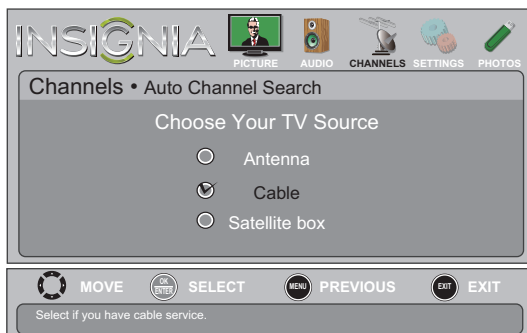 INSIGNIA
PICTURE AUDIO CHANNELS SETTINGS PHOTOS
Channels • Auto Channel Search
Choose Your TV Source
Antenna
Cable
Satellite box
MOVE OK ENTER SELECT MENU PREVIOUS EXIT EXIT
Select if you have cable service.